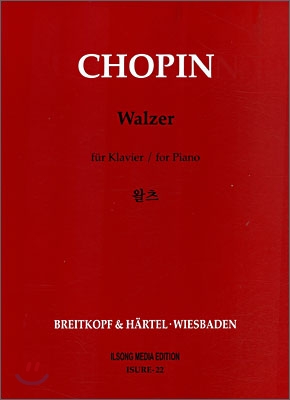 CHOPIN
Walzer
für Klavier / for Piano
왈츠
BREITKOPF & HÄRTEL · WIESBADEN
ILSONG MEDIA EDITION
ISURE- 22